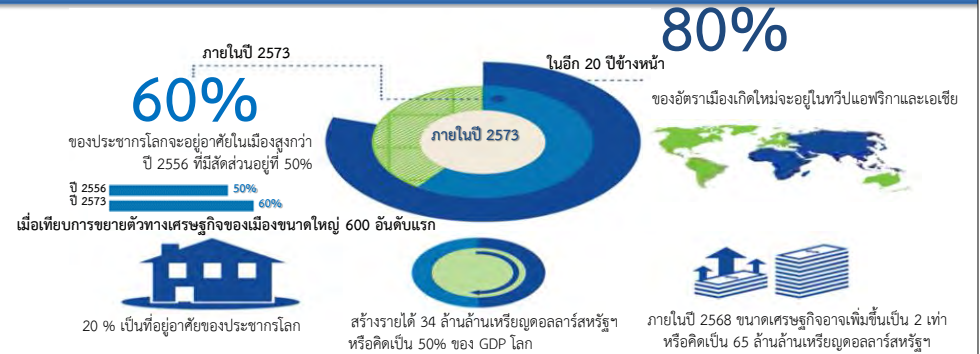 80%
ภายในปี 2573
ในอีก 20 ปีข้างหน้า
60%
ของอัตราเมืองเกิดใหม่จะอยู่ในทวีปแอฟริกาและเอเชีย
ของประชากรโลกจะอยู่อาศัยในเมืองสูงกว่า
ปี 2556 ที่มีสัดส่วนอยู่ที่ 50%
ภายในปี 2573
ปี 2556 50%
ปี 2573 60%
เมื่อเทียบการขยายตัวทางเศรษฐกิจของเมืองขนาดใหญ่ 600 อันดับแรก
20 % เป็นที่อยู่อาศัยของประชากรโลก
สร้างรายได้ 34 ล้านล้านเหรียญดอลลาร์สหรัฐฯ
หรือคิดเป็น 50% ของ GDP โลก
ภายในปี 2568 ขนาดเศรษฐกิจอาจเพิ่มขึ้นเป็น 2 เท่า
หรือคิดเป็น 65 ล้านล้านเหรียญดอลลาร์สหรัฐฯ